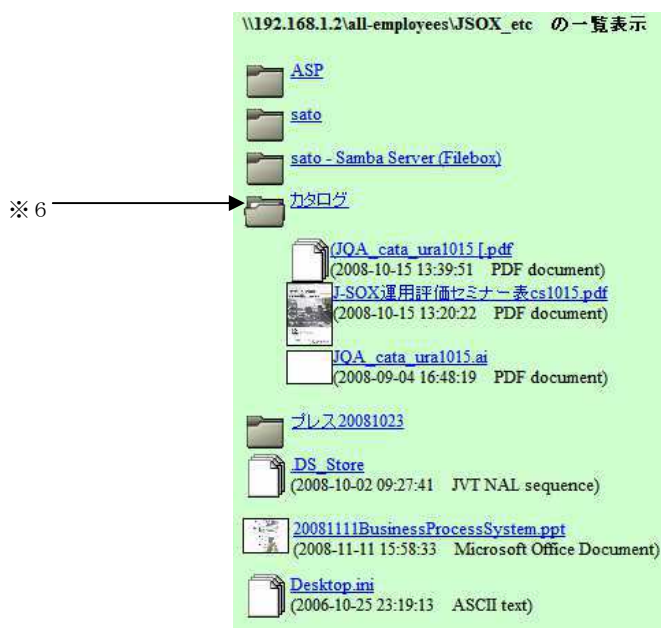 \\192.168.1.2\all-employees\JSOX_etc の一覧表示
ASP
sato
sato - Samba Server (Filebox)
※6
カタログ
(JQA_cata_ura1015 [.pdf
(2008-10-15 13:39:51 PDF document)
J-SOX運用評価セミナー表cs1015.pdf
(2008-10-15 13:20:22 PDF document)
JQA_cata_ura1015.ai
(2008-09-04 16:48:19 PDF document)
プレス20081023
.DS_Store
(2008-10-02 09:27:41 JVT NAL sequence)
20081111BusinessProcessSystem.ppt
(2008-11-11 15:58:33 Microsoft Office Document)
Desktop.ini
(2006-10-25 23:19:13 ASCII text)